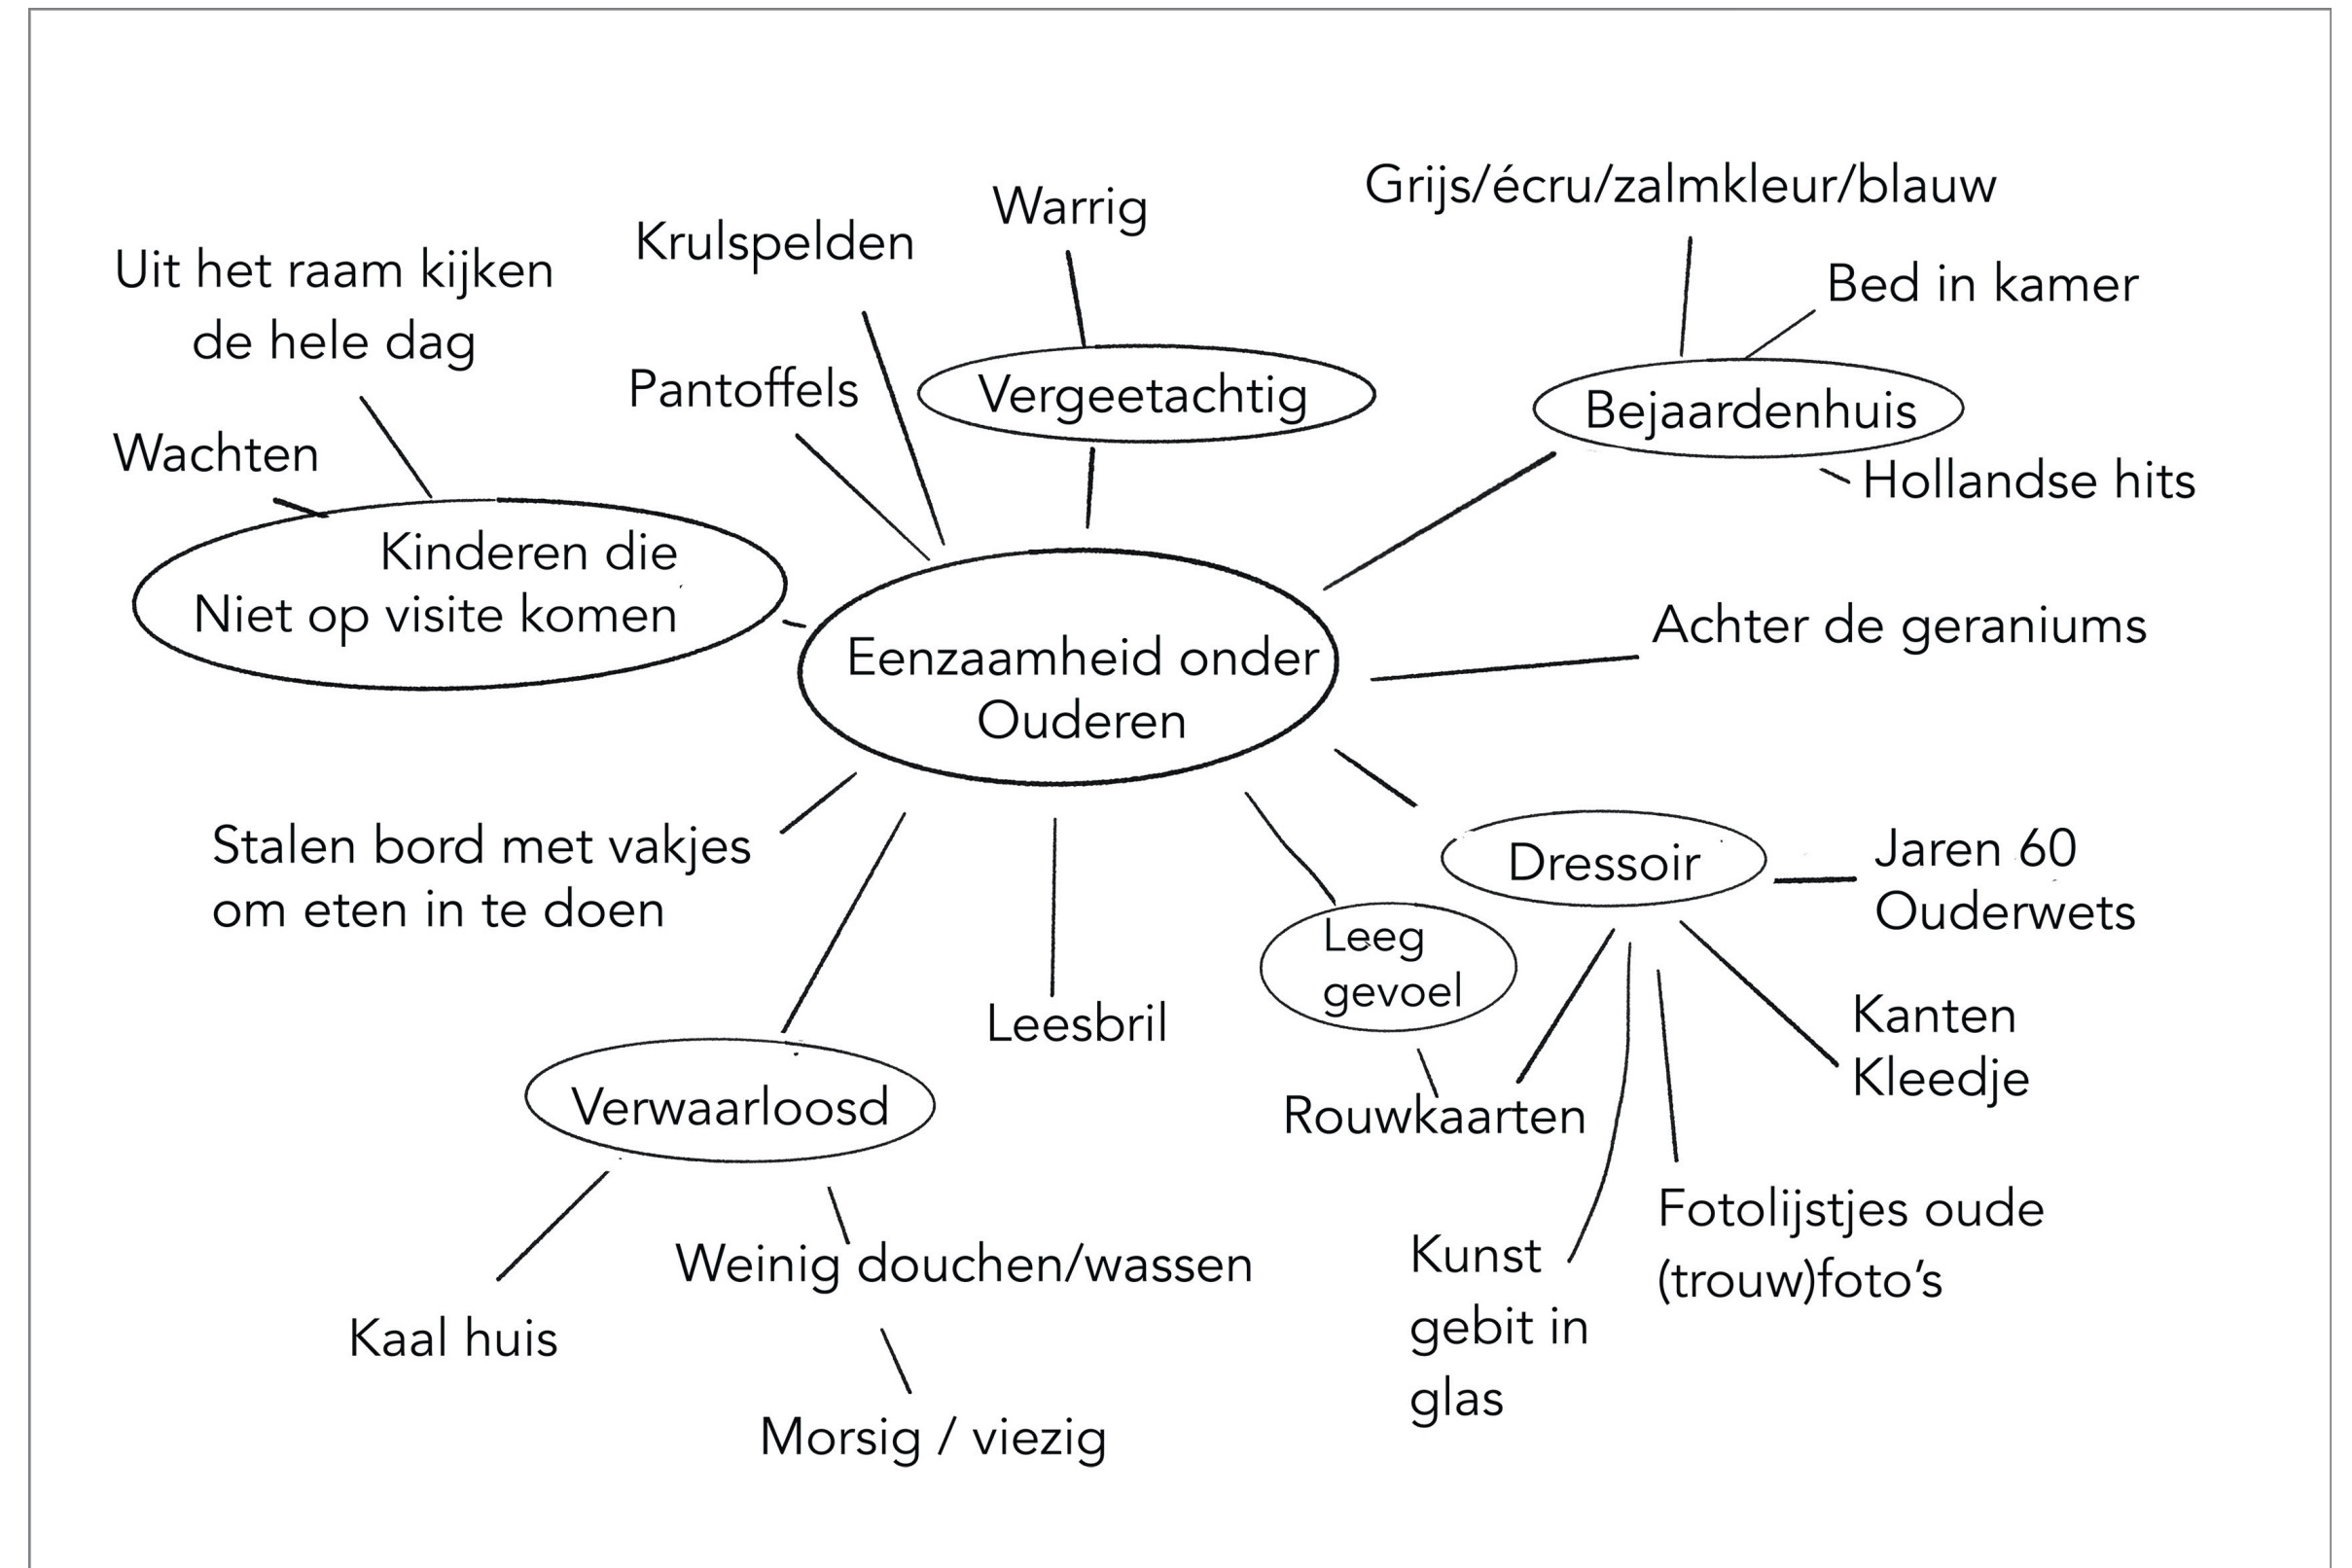 Grijs/écru/zalmkleur/blauw
Warrig
Krulspelden
Uit het raam kijken
de hele dag
Bed in kamer
Pantoffels
Vergeetachtig
Bejaardenhuis
Wachten
Hollandse hits
Kinderen die
Niet op visite komen
Achter de geraniums
Eenzaamheid onder
Ouderen
Stalen bord met vakjes
om eten in te doen
Dressoir
Jaren 60
Ouderwets
Leeg
gevoel
Leesbril
Kanten
Kleedje
Verwaarloosd
Rouwkaarten
Fotolijstjes oude
(trouw)foto's
Weinig douchen/wassen
Kunst
gebit in
glas
Kaal huis
Morsig / viezig